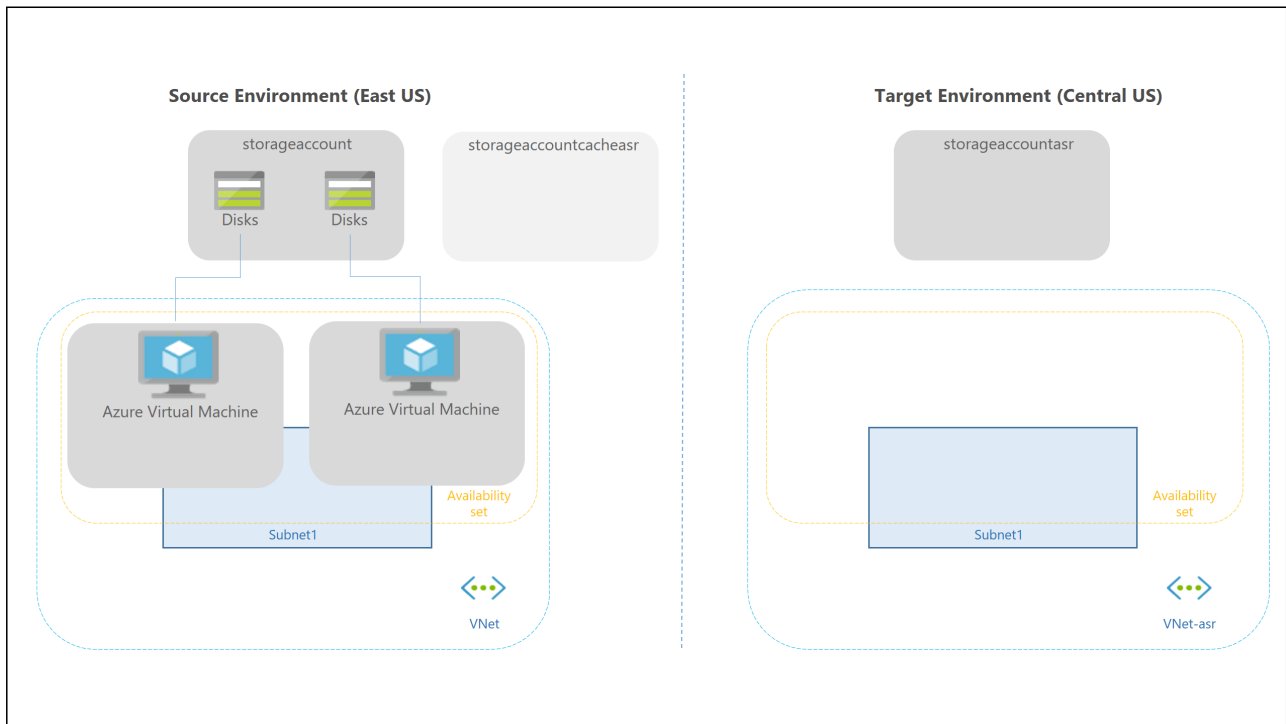 Source Environment (East US)
Target Environment (Central US)
storageaccount
storageaccountcacheasr
storageaccountasr
Disks
Disks
Azure Virtual Machine
Azure Virtual Machine
Availability
set
Subnet1
VNet
Availability
set
Subnet1
VNet-asr